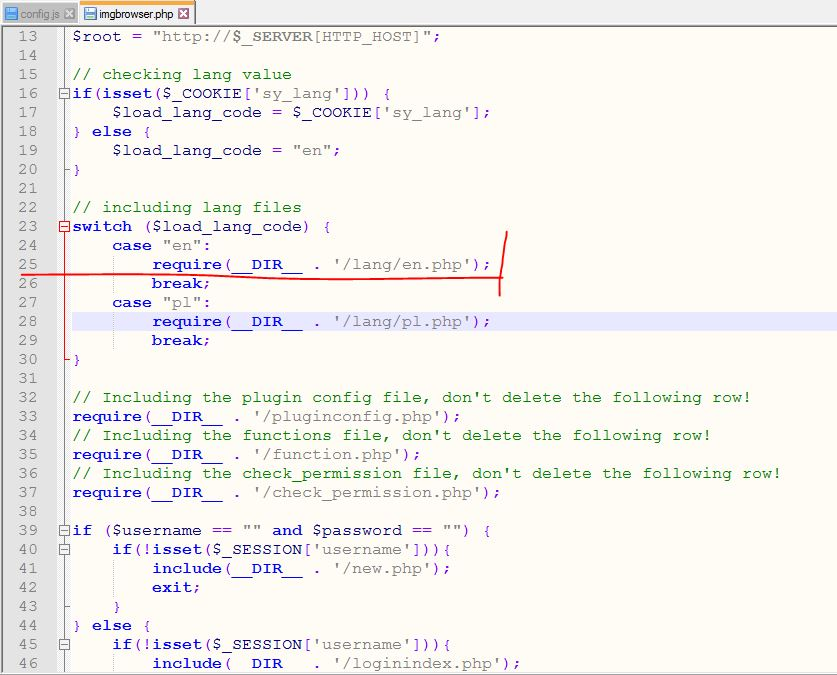 config.js imgbrowser.php
13 $root = "http://$_SERVER[HTTP_HOST]";
14
15 // checking lang value
16 if(isset($_COOKIE['sy_lang'])) {
17 $load_lang_code = $_COOKIE['sy_lang'];
18 } else {
19 $load_lang_code = "en";
20 }
21
22 // including lang files
23 switch ($load_lang_code) {
24 case "en":
25 require(__DIR__ . '/lang/en.php');
26 break;
27 case "pl":
28 require(__DIR__ . '/lang/pl.php');
29 break;
30 }
31
32 // Including the plugin config file, don't delete the following row!
33 require(__DIR__ . '/pluginconfig.php');
34 // Including the functions file, don't delete the following row!
35 require(__DIR__ . '/function.php');
36 // Including the check_permission file, don't delete the following row!
37 require(__DIR__ . '/check_permission.php');
38
39 if ($username == "" and $password == "") {
40 if(!isset($_SESSION['username'])){
41 include(__DIR__ . '/new.php');
42 exit;
43 }
44 } else {
45 if(!isset($_SESSION['username'])){
46 include(__DIR__ . '/loginindex.php');